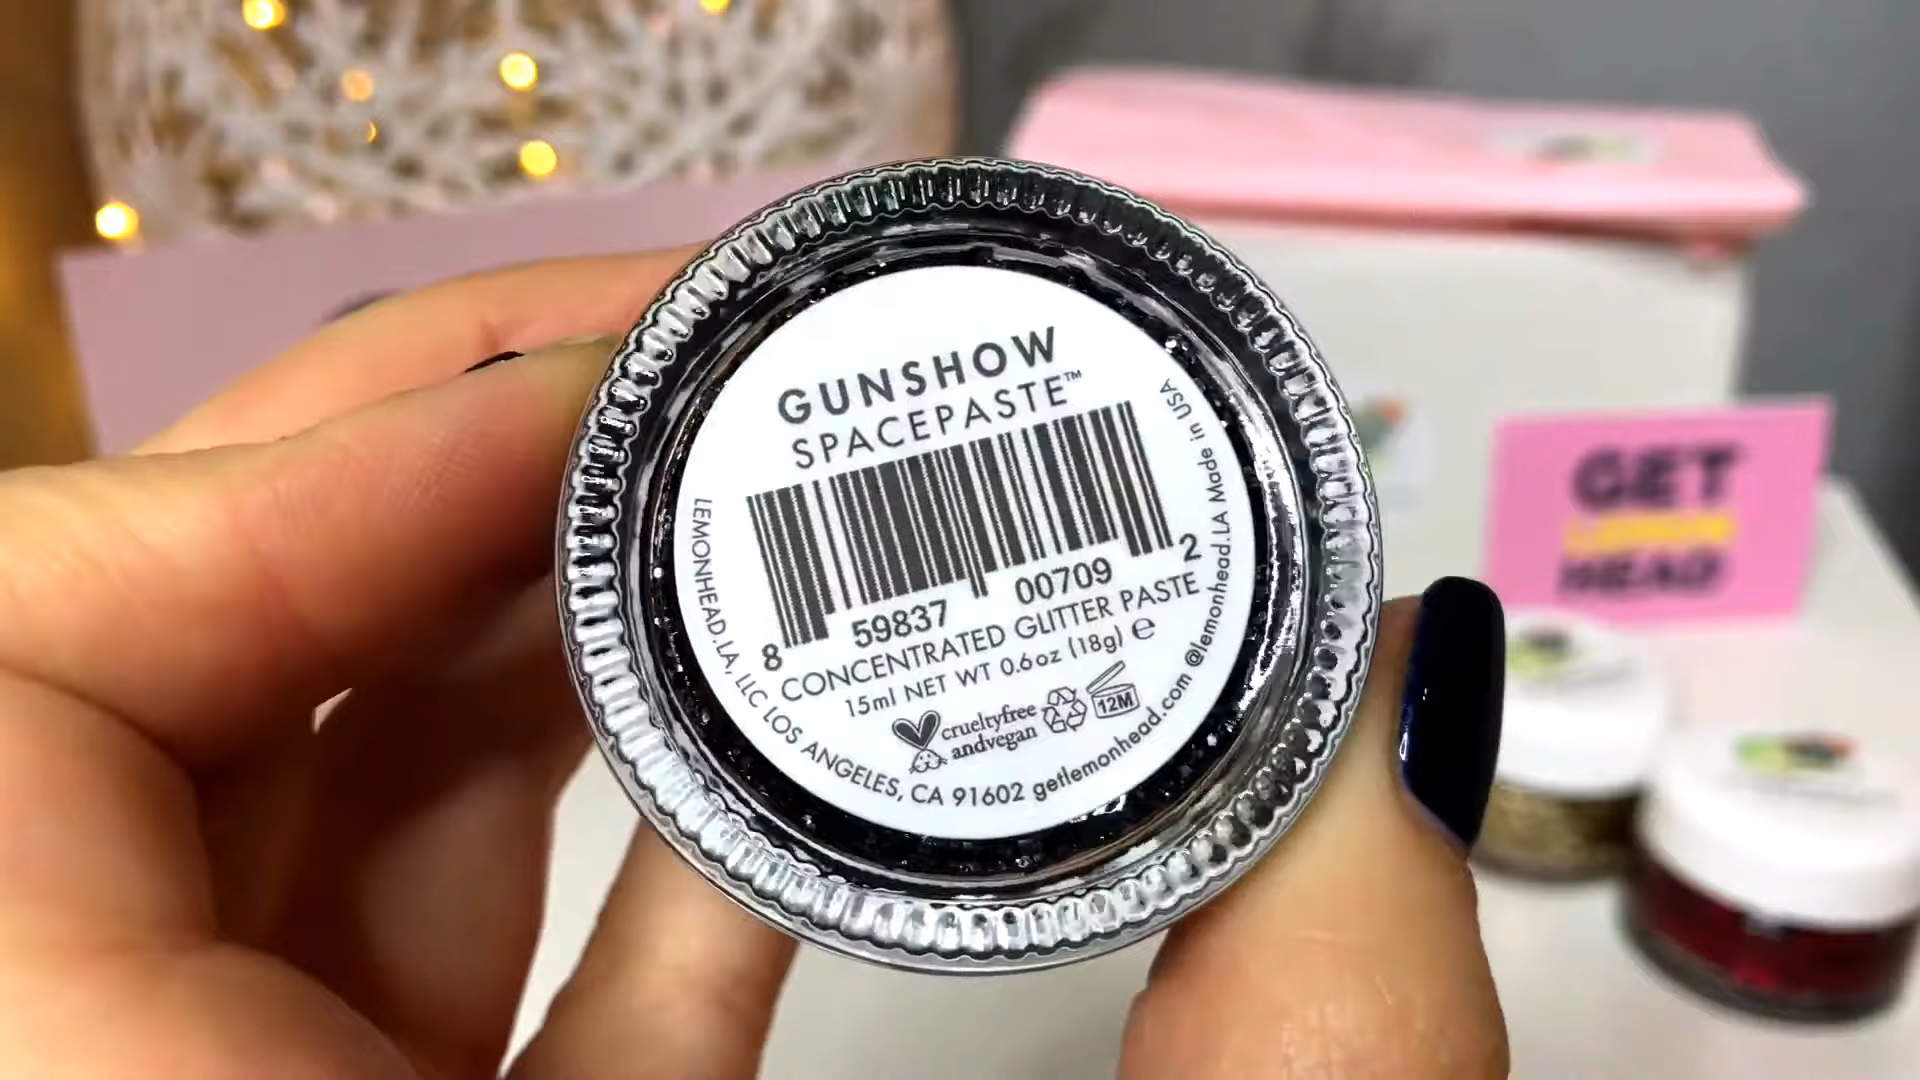 GUNSHOW
SPACEPASTE™
8 59837 00709 2
CONCENTRATED GLITTER PASTE
15ml NET WT 0.6oz (18g) ℮
crueltyfree
andvegan
12M
LEMONHEAD.LA, LLC LOS ANGELES, CA 91602 getlemonhead.com @lemonhead.LA Made in USA
GET
HEAD